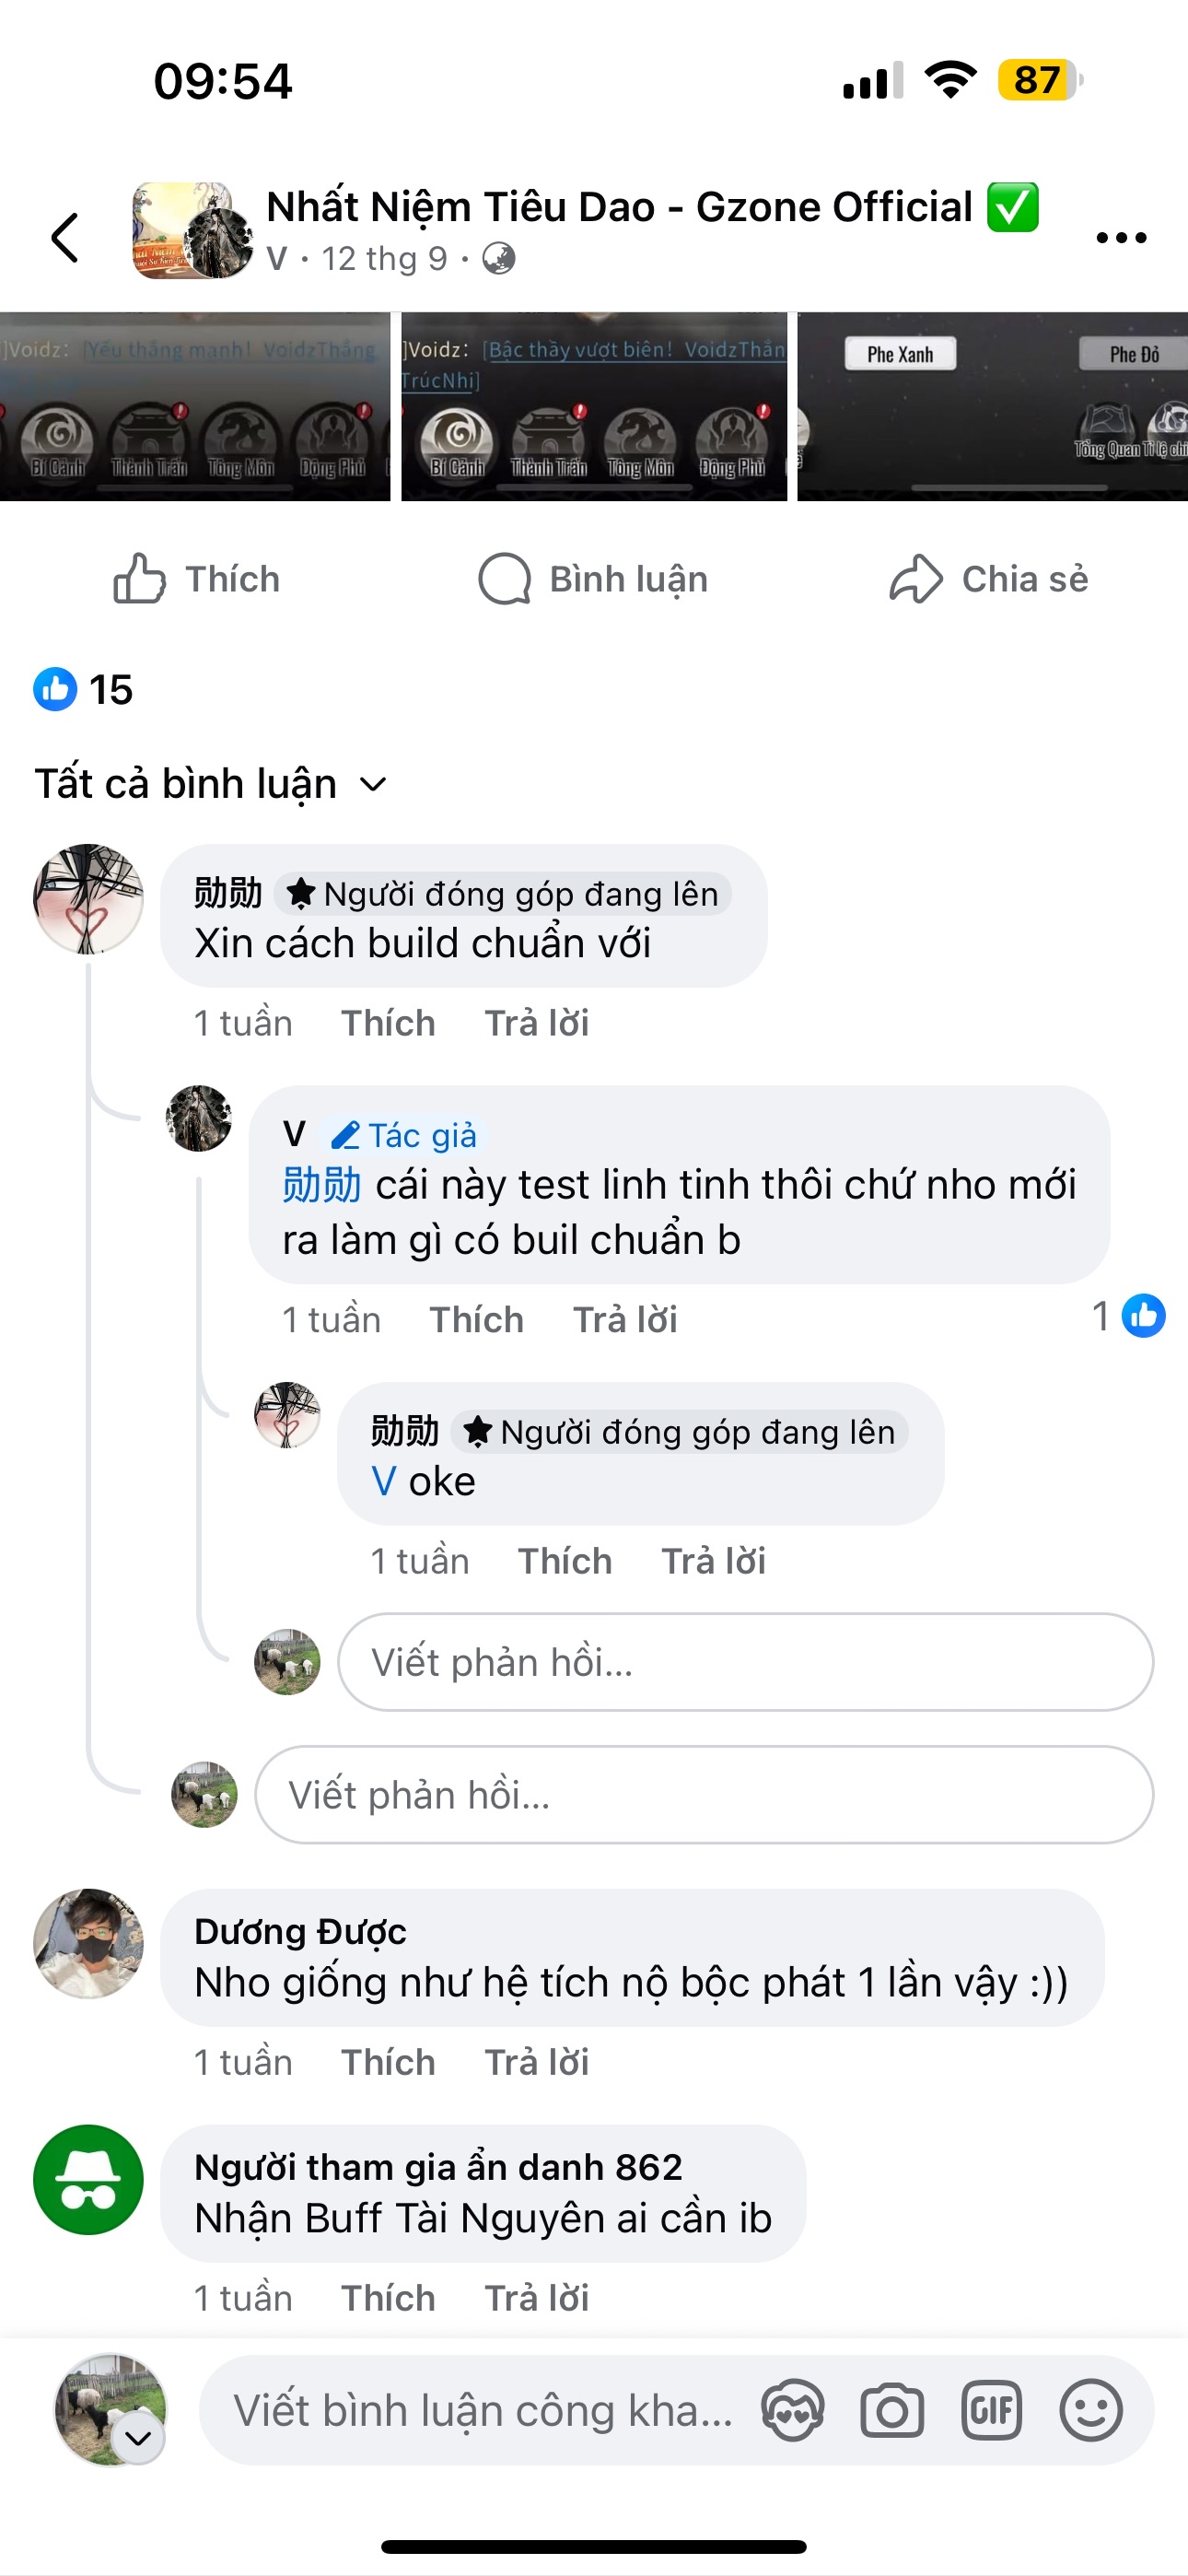 09:54
87
Nhất Niệm Tiêu Dao - Gzone Official
V · 12 thg 9 ·
]Voidz: [Yếu thắng mạnh! VoidzThắng
Bí Cảnh Thành Trấn Tông Môn Động Phủ
]Voidz: [Bậc thầy vượt biên! VoidzThắn
TrúcNhi]
Bí Cảnh Thành Trấn Tông Môn Động Phủ
Phe Xanh Phe Đỏ
Tổng Quan Tỉ lệ chi
Thích Bình luận Chia sẻ
15
Tất cả bình luận
勋勋 Người đóng góp đang lên
Xin cách build chuẩn với
1 tuần Thích Trả lời
V Tác giả
勋勋 cái này test linh tinh thôi chứ nho mới
ra làm gì có buil chuẩn b
1 tuần Thích Trả lời 1
勋勋 Người đóng góp đang lên
V oke
1 tuần Thích Trả lời
Viết phản hồi...
Viết phản hồi...
Dương Được
Nho giống như hệ tích nộ bộc phát 1 lần vậy :))
1 tuần Thích Trả lời
Người tham gia ẩn danh 862
Nhận Buff Tài Nguyên ai cần ib
1 tuần Thích Trả lời
Viết bình luận công kha...
GIF